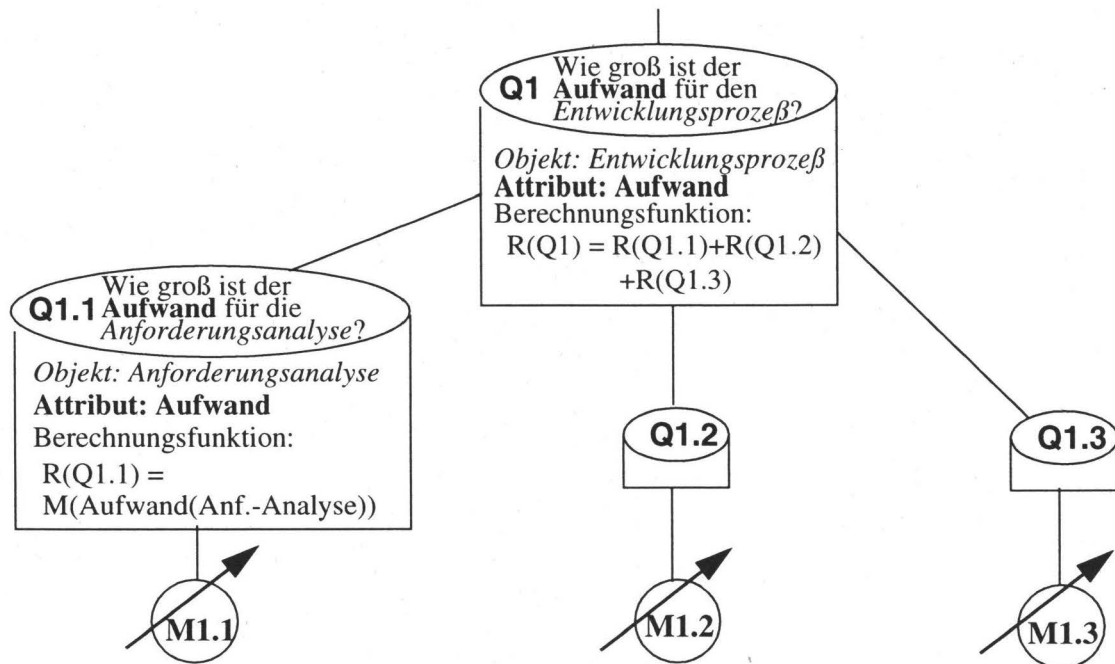 Q1 Wie groß ist der
Aufwand für den
Entwicklungsprozeß?
Objekt: Entwicklungsprozeß
Attribut: Aufwand
Berechnungsfunktion:
R(Q1) = R(Q1.1)+R(Q1.2)
+R(Q1.3)
Q1.1 Wie groß ist der
Aufwand für die
Anforderungsanalyse?
Objekt: Anforderungsanalyse
Attribut: Aufwand
Berechnungsfunktion:
R(Q1.1) =
M(Aufwand(Anf.-Analyse))
Q1.2
Q1.3
M1.1
M1.2
M1.3